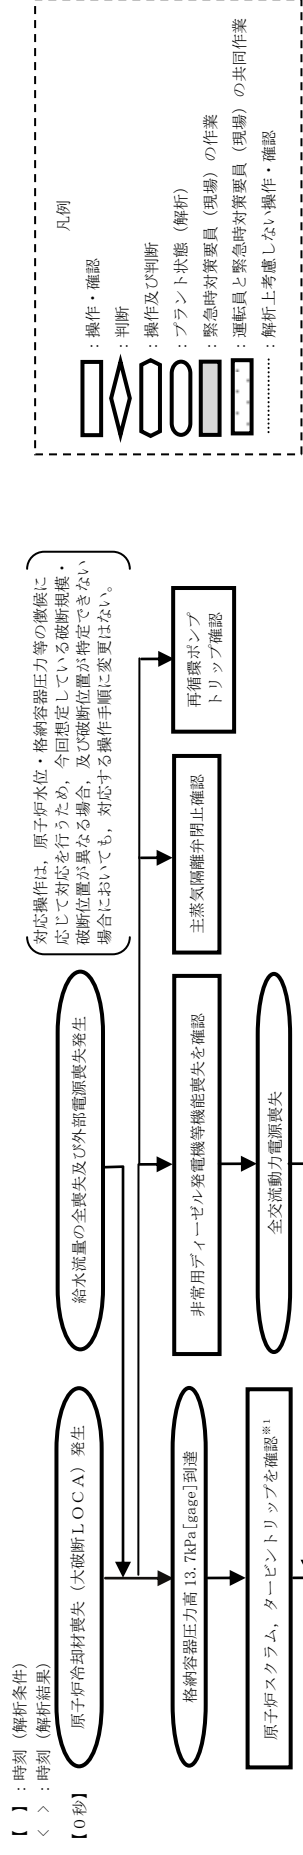 【　】：時刻（解析条件）
＜　＞：時刻（解析結果）
【０秒】
原子炉冷却材喪失（大破断ＬＯＣＡ）発生
給水流量の全喪失及び外部電源喪失発生
対応操作は，原子炉水位・格納容器圧力等の徴候に
応じて対応を行うため，今回想定している破断規模・
破断位置が異なる場合，及び破断位置が特定できない
場合においても，対応する操作手順に変更はない。
格納容器圧力高 13.7kPa[gage]到達
非常用ディーゼル発電機等機能喪失を確認
主蒸気隔離弁閉止確認
再循環ポンプ
トリップ確認
原子炉スクラム，タービントリップを確認※1
全交流動力電源喪失
凡例
：操作・確認
：判断
：操作及び判断
：プラント状態（解析）
：緊急時対策要員（現場）の作業
：運転員と緊急時対策要員（現場）の共同作業
：解析上考慮しない操作・確認